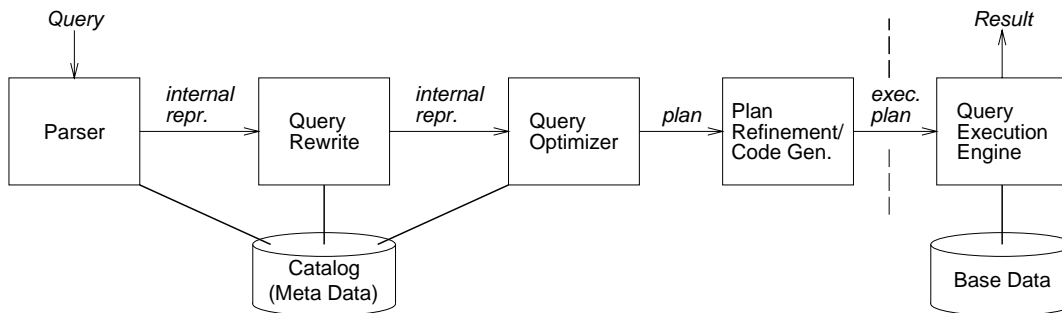 Query
Result
Parser
internal
repr.
Query
Rewrite
internal
repr.
Query
Optimizer
plan
Plan
Refinement/
Code Gen.
exec.
plan
Query
Execution
Engine
Catalog
(Meta Data)
Base Data